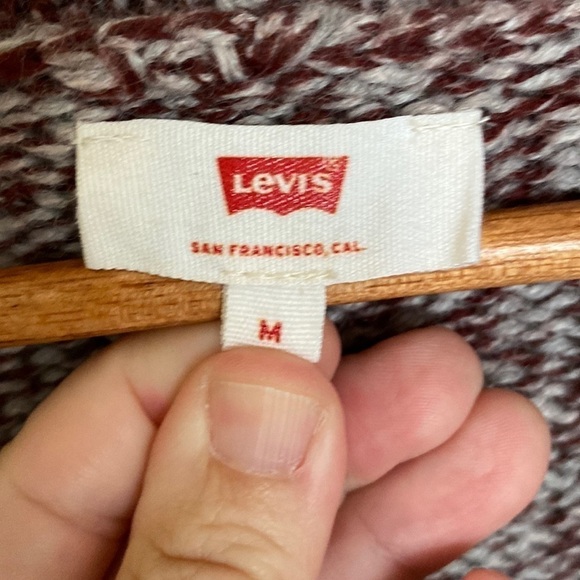 LeVI'S
SAN FRANCISCO, CAL.
M